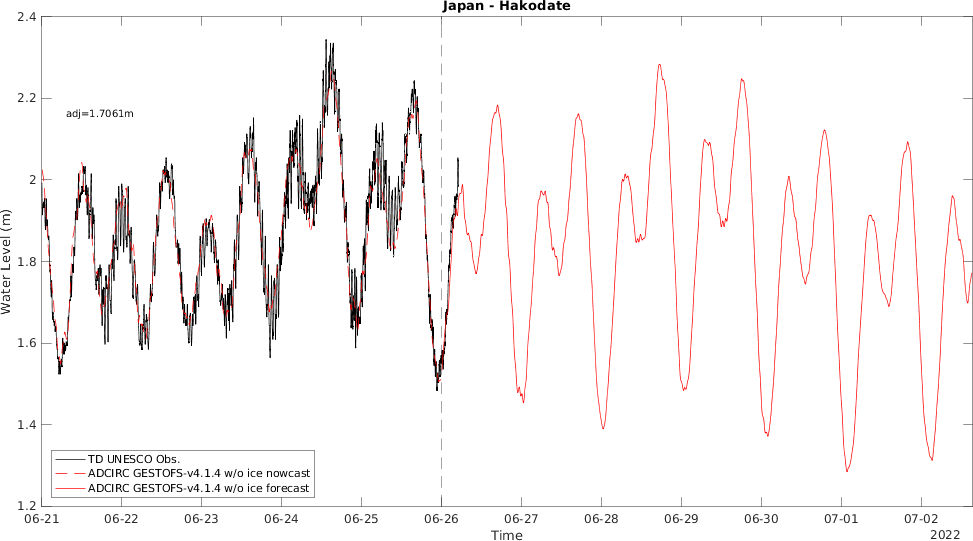 Japan - Hakodate
Water Level (m)
2.4
2.2
2
1.8
1.6
1.4
1.2
adj=1.7061m
TD UNESCO Obs.
ADCIRC GESTOFS-v4.1.4 w/o ice nowcast
ADCIRC GESTOFS-v4.1.4 w/o ice forecast
06-21 06-22 06-23 06-24 06-25 06-26 06-27 06-28 06-29 06-30 07-01 07-02
2022
Time